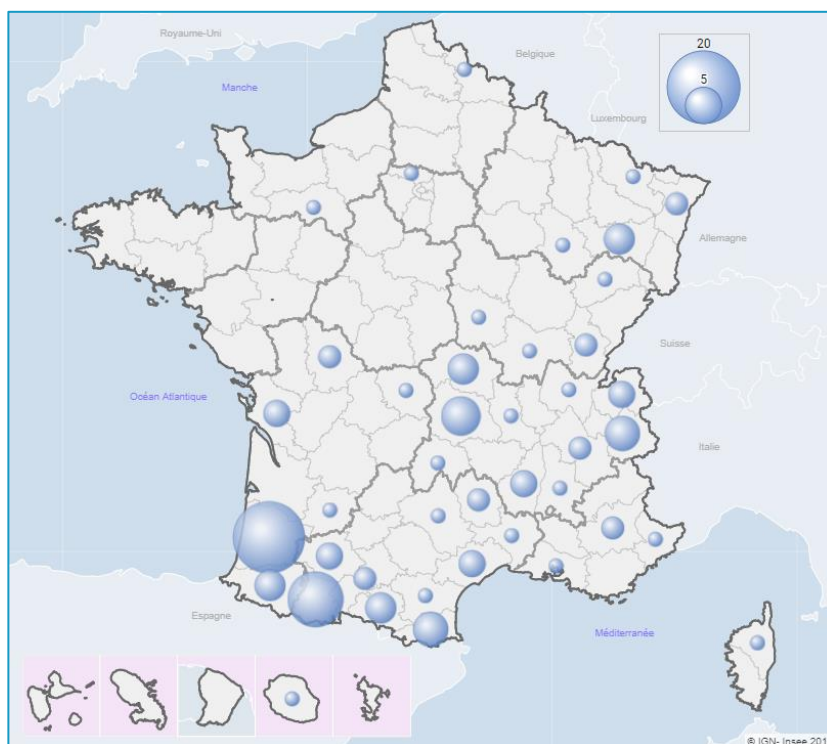 Royaume-Uni
Belgique
20
5
Manche
Luxembourg
Allemagne
Suisse
Océan Atlantique
Italie
Espagne
Méditerranée
© IGN- Insee 201